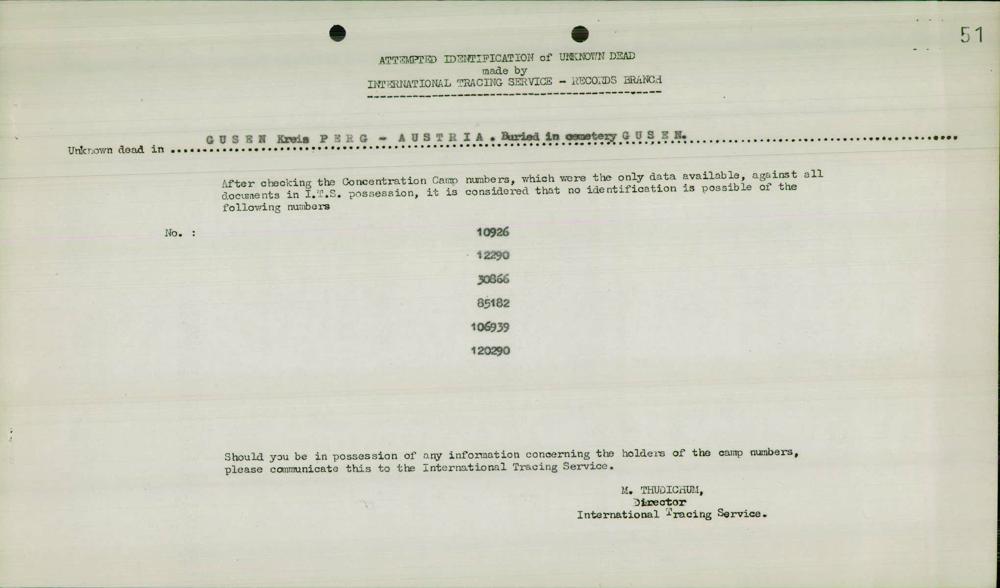 51
ATTEMPTED IDENTIFICATION of UNKNOWN DEAD
made by
INTERNATIONAL TRACING SERVICE - RECORDS BRANCH
Unknown dead in ..... GUSEN Kreis PERG - AUSTRIA. Buried in cemetery GUSEN. .....
After checking the Concentration Camp numbers, which were the only data available, against all
documents in I.T.S. possession, it is considered that no identification is possible of the
following numbers
No. : 10926
12290
30866
85182
106939
120290
Should you be in possession of any information concerning the holders of the camp numbers,
please communicate this to the International Tracing Service.
M. THUDICHUM,
Director
International Tracing Service.